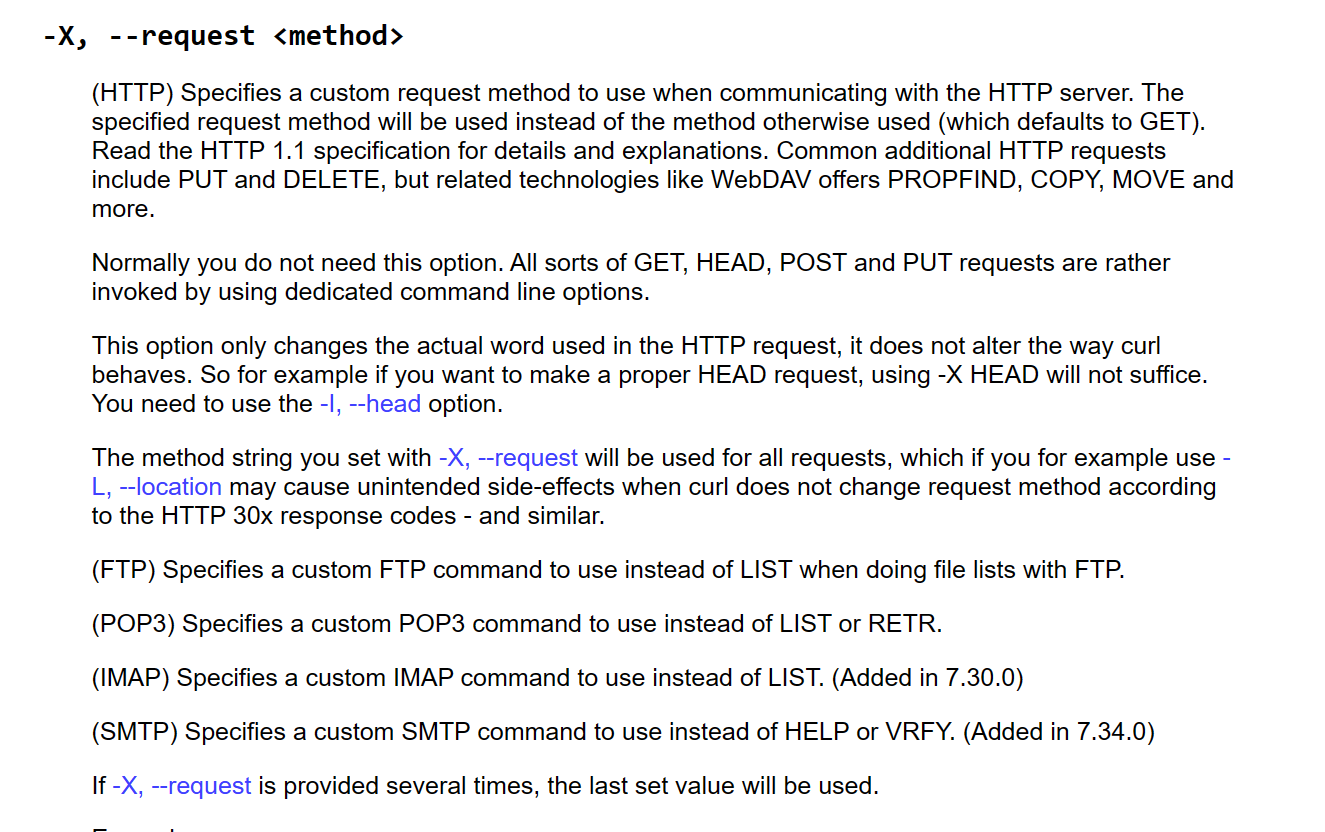 -X, --request <method>
(HTTP) Specifies a custom request method to use when communicating with the HTTP server. The
specified request method will be used instead of the method otherwise used (which defaults to GET).
Read the HTTP 1.1 specification for details and explanations. Common additional HTTP requests
include PUT and DELETE, but related technologies like WebDAV offers PROPFIND, COPY, MOVE and
more.
Normally you do not need this option. All sorts of GET, HEAD, POST and PUT requests are rather
invoked by using dedicated command line options.
This option only changes the actual word used in the HTTP request, it does not alter the way curl
behaves. So for example if you want to make a proper HEAD request, using -X HEAD will not suffice.
You need to use the -I, --head option.
The method string you set with -X, --request will be used for all requests, which if you for example use -
L, --location may cause unintended side-effects when curl does not change request method according
to the HTTP 30x response codes - and similar.
(FTP) Specifies a custom FTP command to use instead of LIST when doing file lists with FTP.
(POP3) Specifies a custom POP3 command to use instead of LIST or RETR.
(IMAP) Specifies a custom IMAP command to use instead of LIST. (Added in 7.30.0)
(SMTP) Specifies a custom SMTP command to use instead of HELP or VRFY. (Added in 7.34.0)
If -X, --request is provided several times, the last set value will be used.